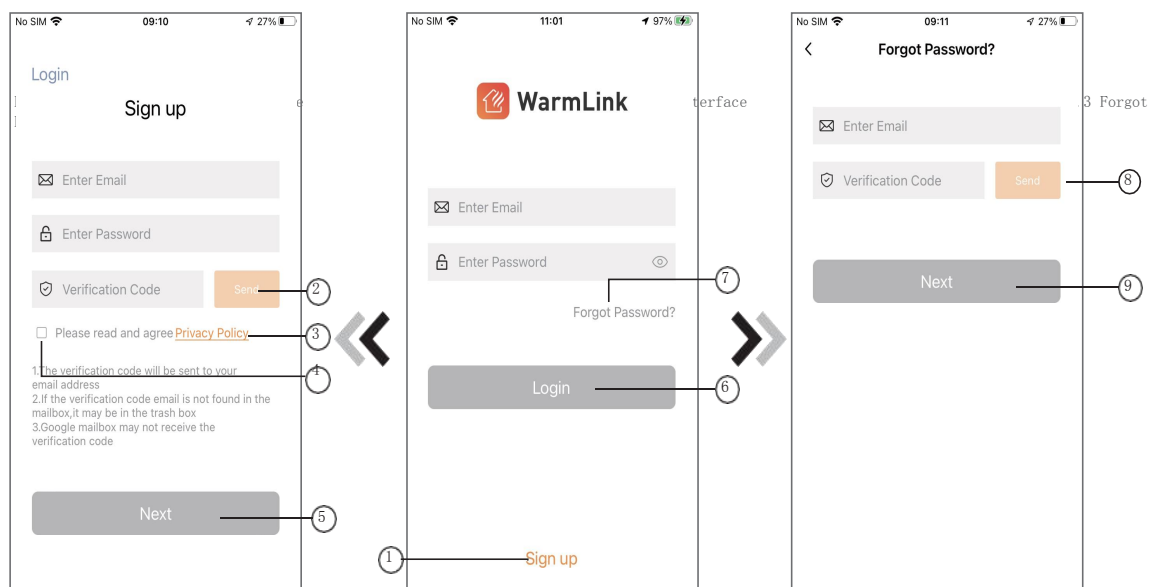 No SIM 09:10 27%
Login
Sign up
e
Enter Email
Enter Password
Verification Code Send
2
Please read and agree Privacy Policy
3
4
1.The verification code will be sent to your
email address
2.If the verification code email is not found in the
mailbox,it may be in the trash box
3.Google mailbox may not receive the
verification code
Next
5
No SIM 11:01 97%
WarmLink
terface
Enter Email
Enter Password
7
Forgot Password?
Login
6
1
Sign up
No SIM 09:11 27%
Forgot Password?
.3 Forgot
Enter Email
Verification Code Send
8
Next
9